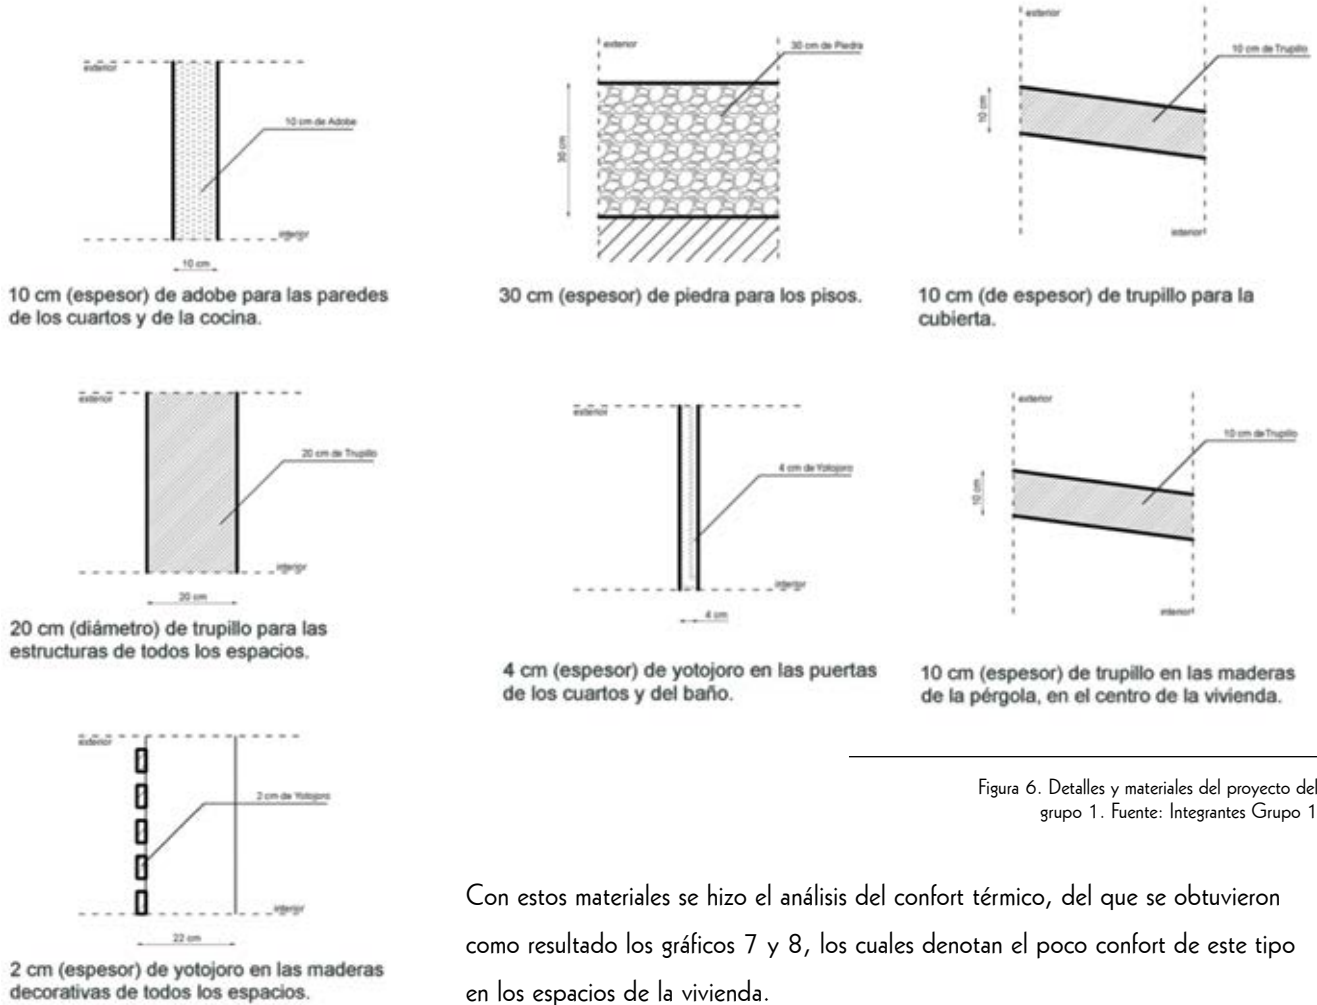 exterior
10 cm de Adobe
interior
10 cm
10 cm (espesor) de adobe para las paredes
de los cuartos y de la cocina.
exterior
30 cm de Piedra
30 cm
30 cm (espesor) de piedra para los pisos.
exterior
10 cm de Trupillo
10 cm
interior
10 cm (de espesor) de trupillo para la
cubierta.
exterior
20 cm de Trupillo
interior
20 cm
20 cm (diámetro) de trupillo para las
estructuras de todos los espacios.
exterior
4 cm de Yotojoro
interior
4 cm
4 cm (espesor) de yotojoro en las puertas
de los cuartos y del baño.
exterior
10 cm de Trupillo
10 cm
interior
10 cm (espesor) de trupillo en las maderas
de la pérgola, en el centro de la vivienda.
exterior
2 cm de Yotojoro
interior
22 cm
2 cm (espesor) de yotojoro en las maderas
decorativas de todos los espacios.
Figura 6. Detalles y materiales del proyecto del
grupo 1. Fuente: Integrantes Grupo 1
Con estos materiales se hizo el análisis del confort térmico, del que se obtuvieron
como resultado los gráficos 7 y 8, los cuales denotan el poco confort de este tipo
en los espacios de la vivienda.